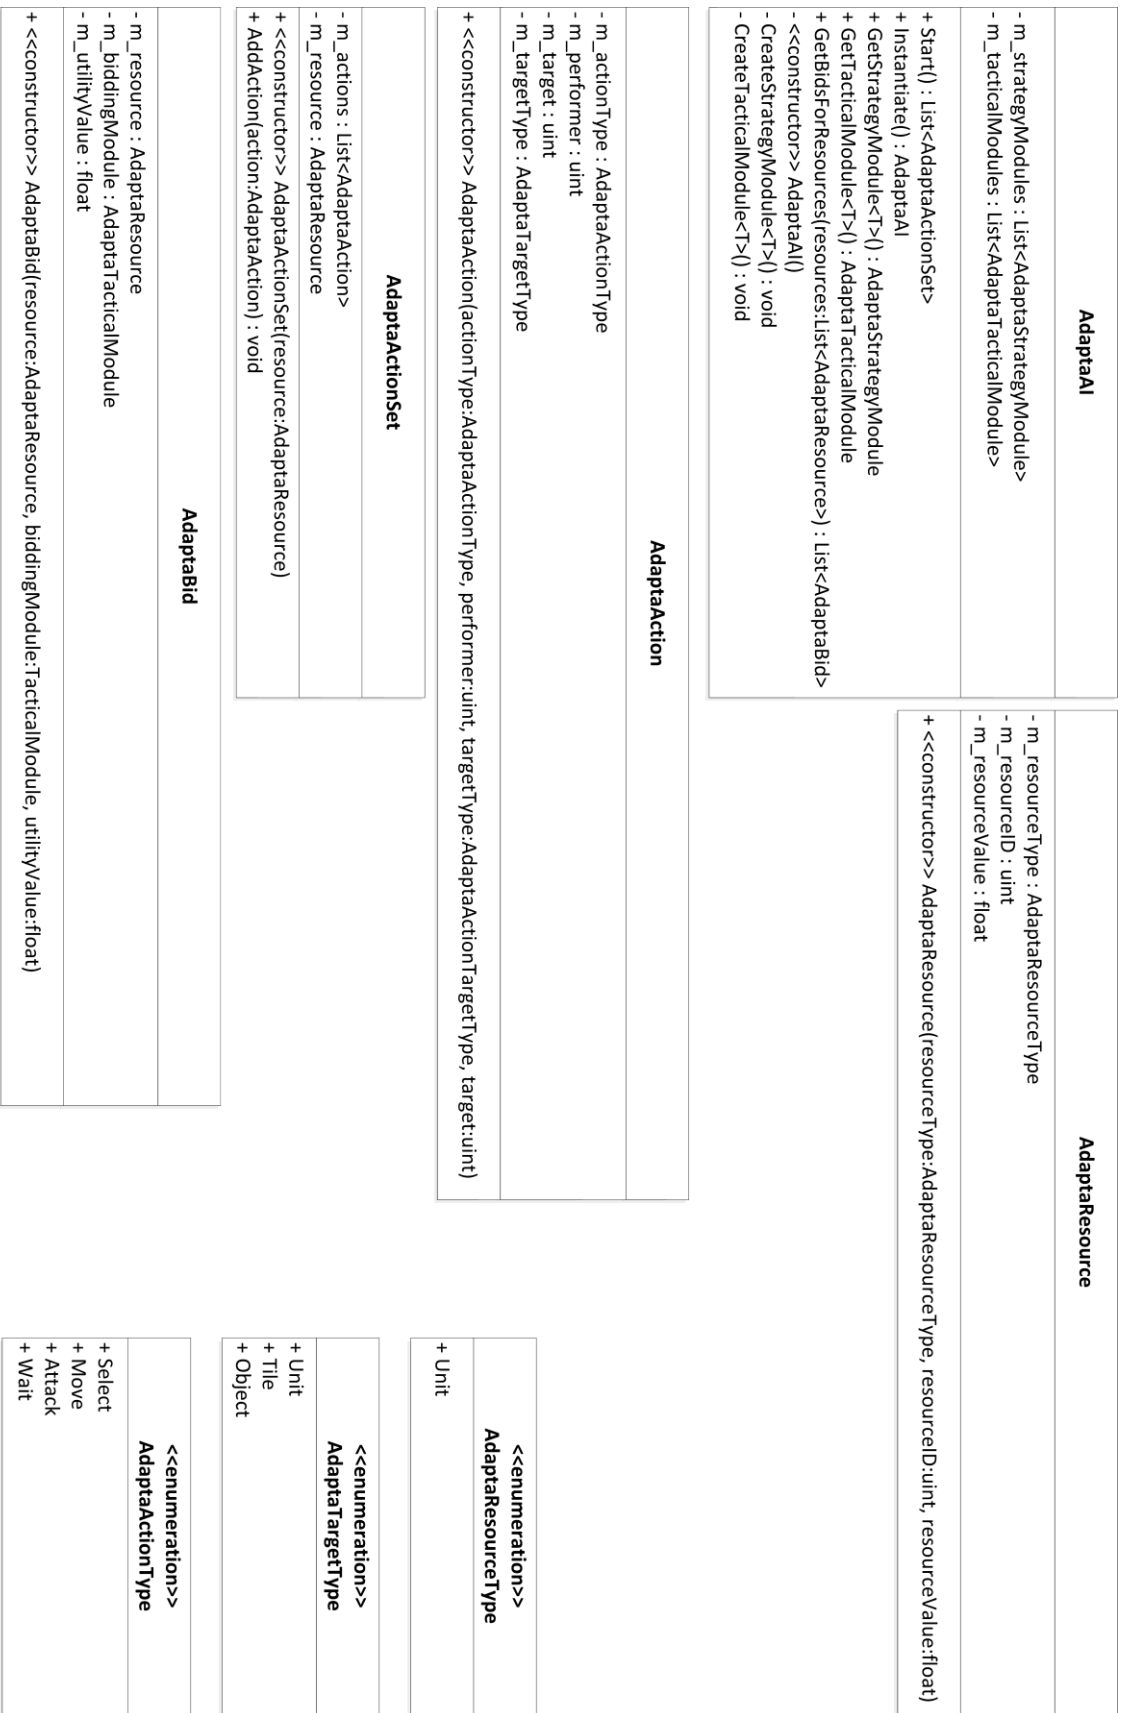 AdaptaAI
- m_strategyModules : List<AdaptaStrategyModule>
- m_tacticalModules : List<AdaptaTacticalModule>
+ Start() : List<AdaptaActionSet>
+ Instantiate() : AdaptaAI
+ GetStrategyModule<T>() : AdaptaStrategyModule
+ GetTacticalModule<T>() : AdaptaTacticalModule
+ GetBidsForResources(resources:List<AdaptaResource>) : List<AdaptaBid>
- <<constructor>> AdaptaAI()
- CreateStrategyModule<T>() : void
- CreateTacticalModule<T>() : void
AdaptaResource
- m_resourceType : AdaptaResourceType
- m_resourceID : uint
- m_resourceValue : float
+ <<constructor>> AdaptaResource(resourceType:AdaptaResourceType, resourceID:uint, resourceValue:float)
AdaptaAction
- m_actionType : AdaptaActionType
- m_performer : uint
- m_target : uint
- m_targetType : AdaptaTargetType
+ <<constructor>> AdaptaAction(actionType:AdaptaActionType, performer:uint, targetType:AdaptaActionTargetType, target:uint)
AdaptaActionSet
- m_actions : List<AdaptaAction>
- m_resource : AdaptaResource
+ <<constructor>> AdaptaActionSet(resource:AdaptaResource)
+ AddAction(action:AdaptaAction) : void
AdaptaBid
- m_resource : AdaptaResource
- m_biddingModule : AdaptaTacticalModule
- m_utilityValue : float
+ <<constructor>> AdaptaBid(resource:AdaptaResource, biddingModule:TacticalModule, utilityValue:float)
<<enumeration>>
AdaptaResourceType
+ Unit
<<enumeration>>
AdaptaTargetType
+ Unit
+ Tile
+ Object
<<enumeration>>
AdaptaActionType
+ Select
+ Move
+ Attack
+ Wait